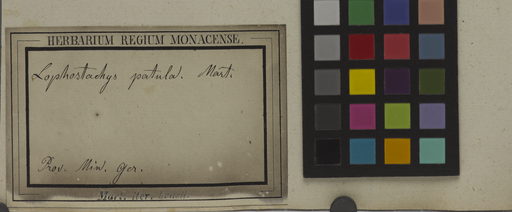 HERBARIUM REGIUM MONACENSE.
Lophostachys patula. Mart.
Prov. Min. Ger.